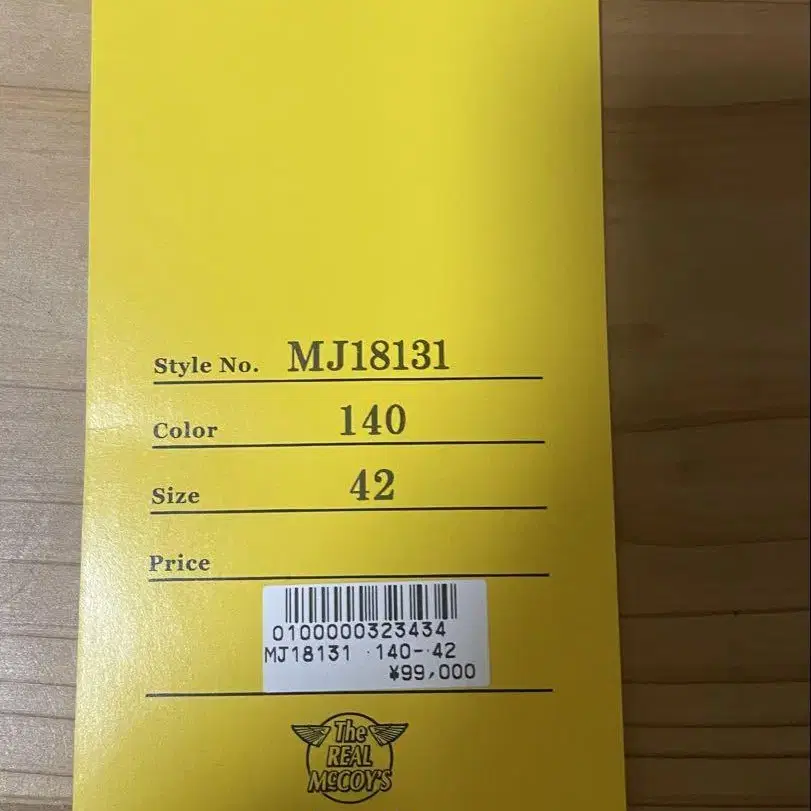 Style No. MJ18131
Color 140
Size 42
Price
0100000323434
MJ18131 140--42
¥99,000
The
REAL
McCOY'S